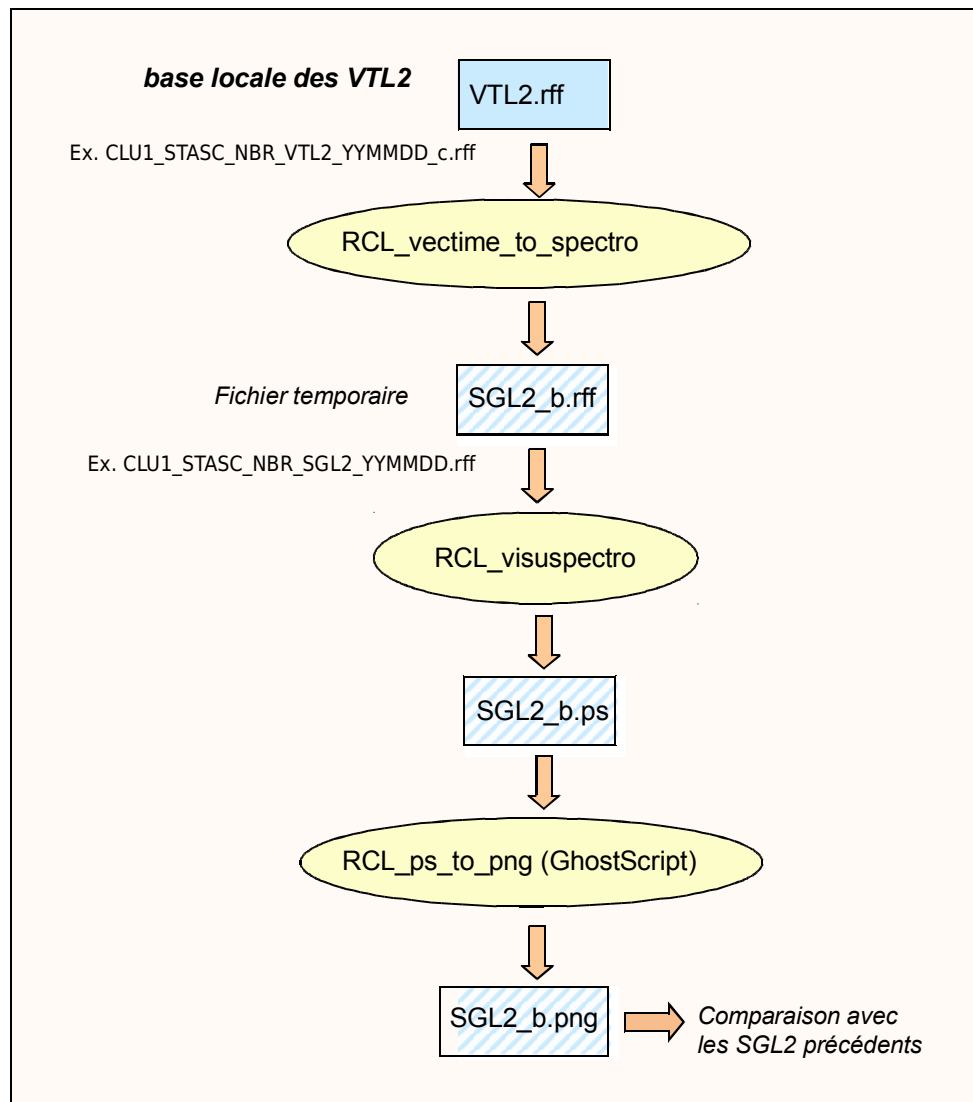 base locale des VTL2
VTL2.rff
Ex. CLU1_STASC_NBR_VTL2_YYMMDD_c.rff
RCL_vectime_to_spectro
Fichier temporaire
SGL2_b.rff
Ex. CLU1_STASC_NBR_SGL2_YYMMDD.rff
RCL_visuspectro
SGL2_b.ps
RCL_ps_to_png (GhostScript)
SGL2_b.png
Comparaison avec
les SGL2 précédents